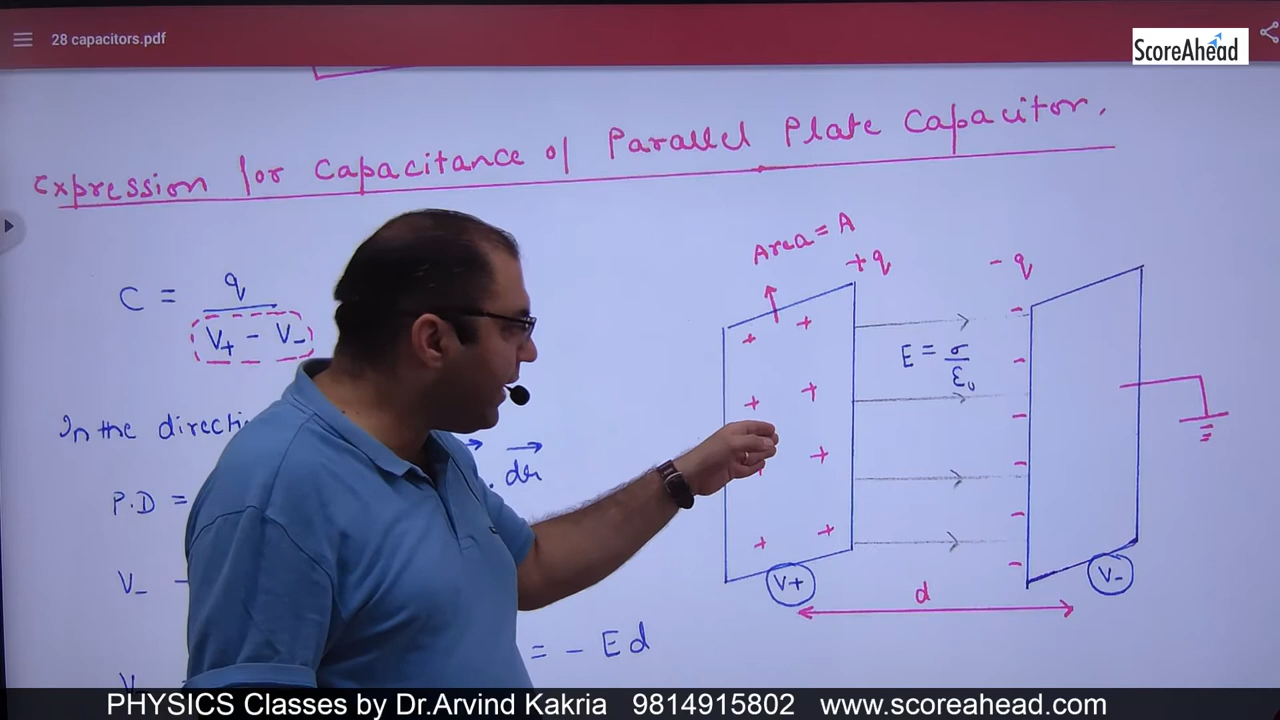 28 capacitors.pdf
ScoreAhead
Expression for Capacitance of Parallel Plate Capacitor.
Area = A
+q
- q
C = q / V+ - V-
E = σ / ε0
In the directi
dr
P.D =
V-
= - Ed
V+
V-
d
PHYSICS Classes by Dr.Arvind Kakria 9814915802 www.scoreahead.com